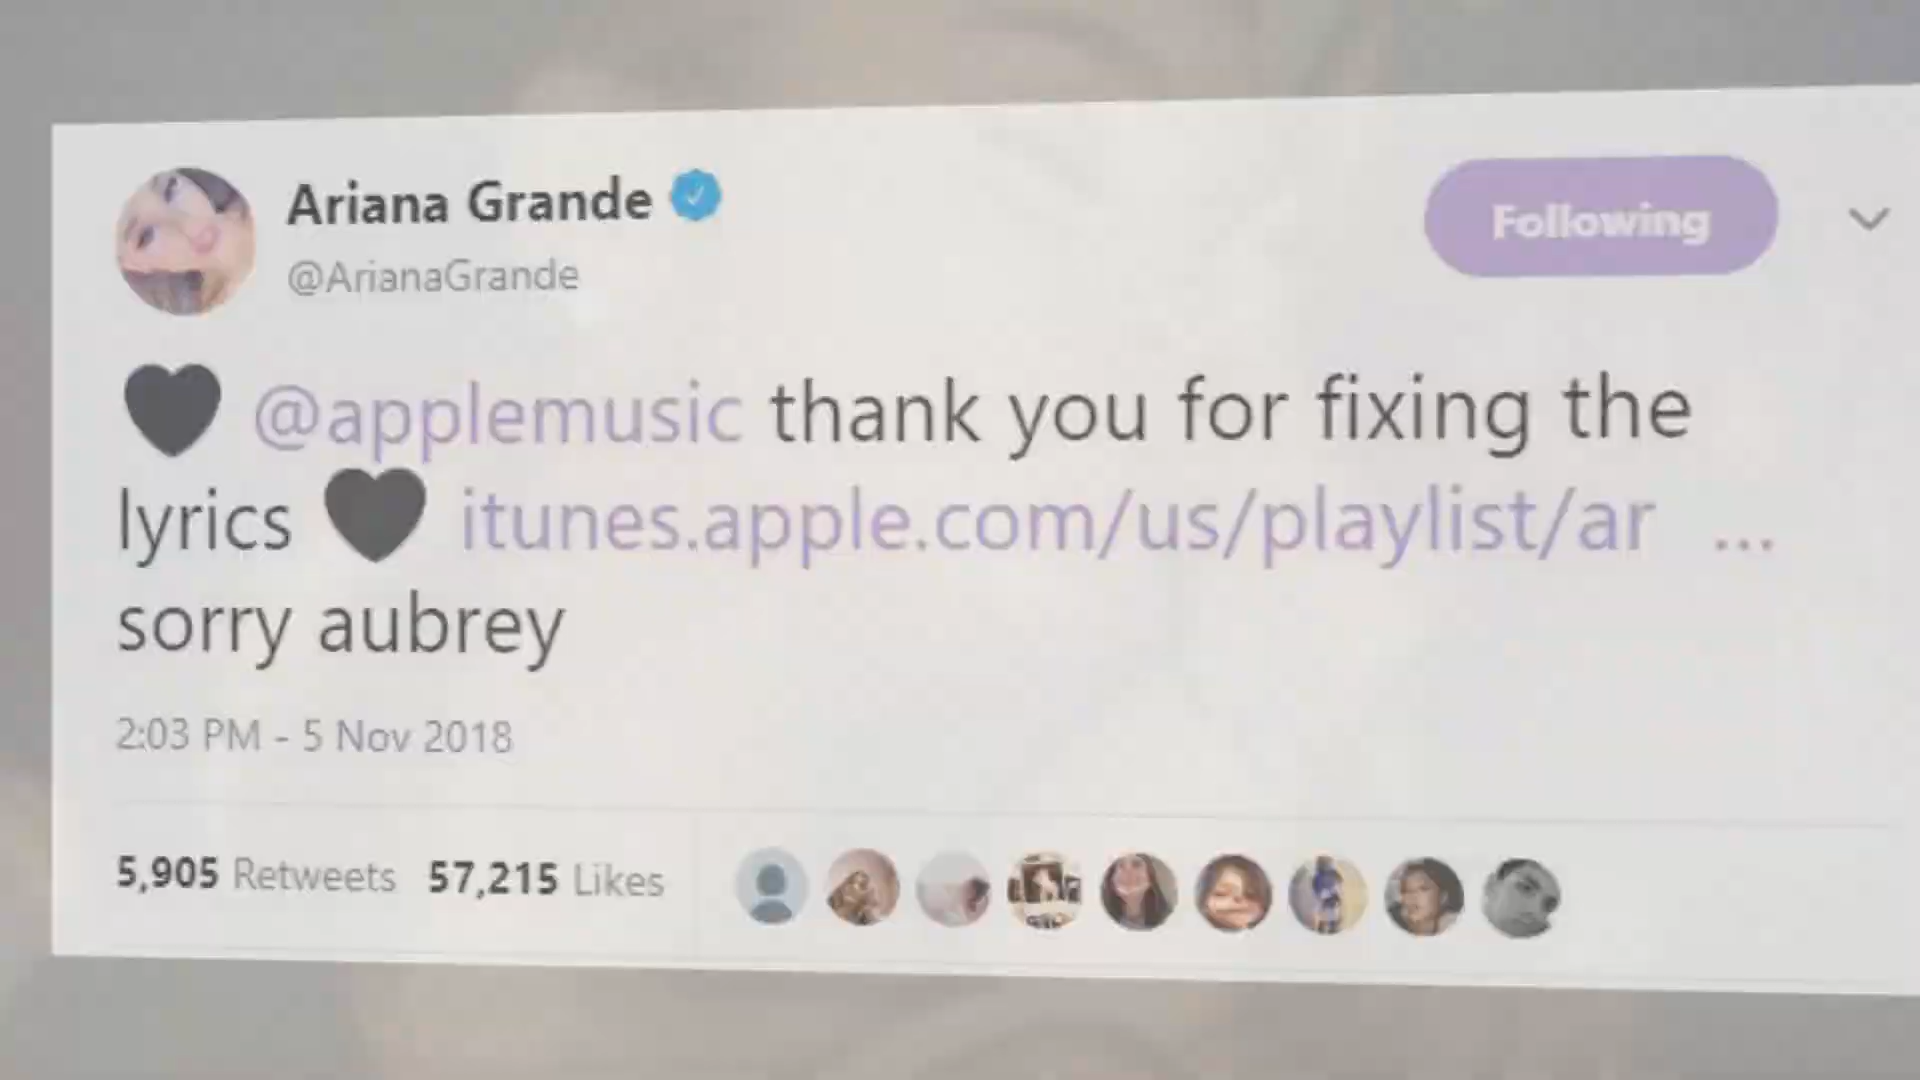 Ariana Grande
Following
@ArianaGrande
🖤 @applemusic thank you for fixing the
lyrics 🖤 itunes.apple.com/us/playlist/ar ...
sorry aubrey
2:03 PM - 5 Nov 2018
5,905 Retweets 57,215 Likes